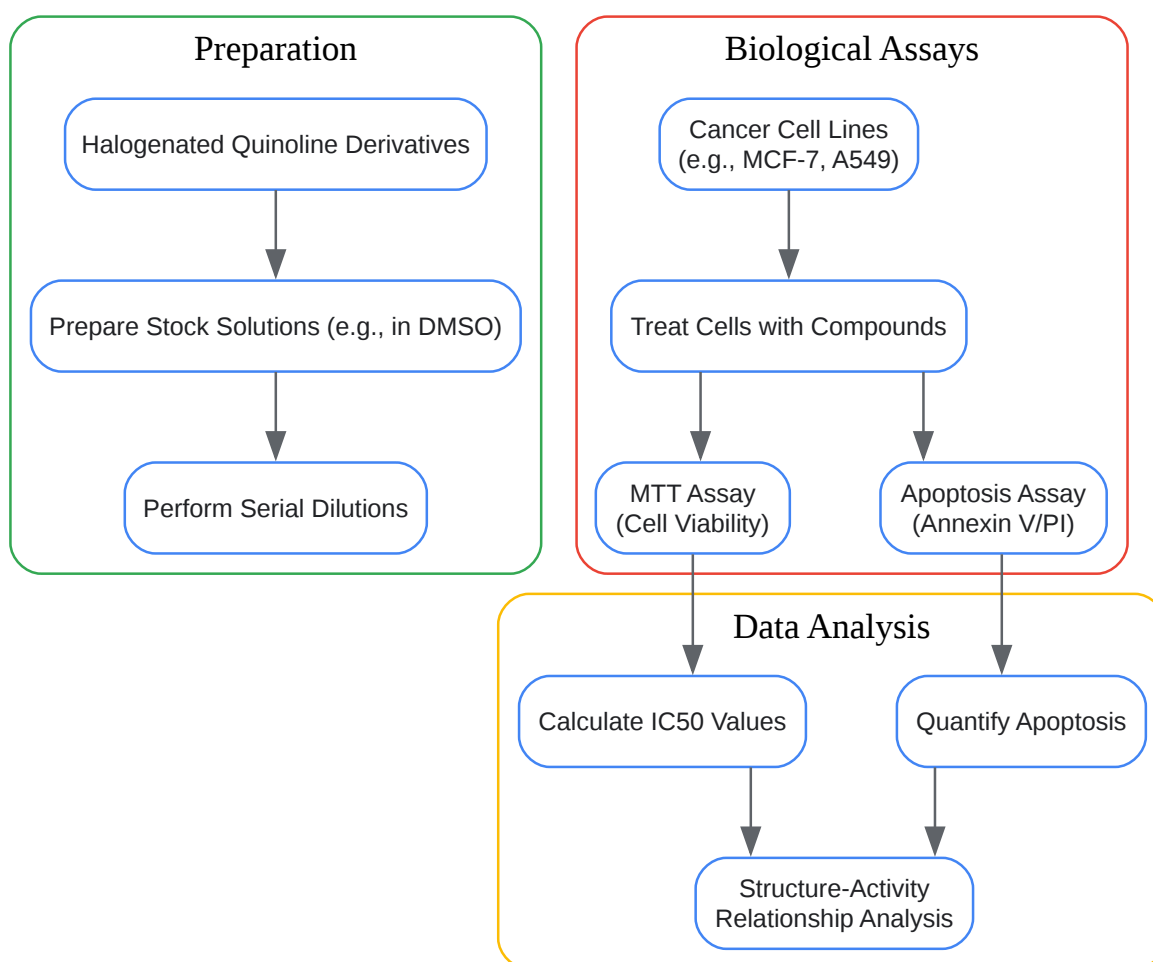 Preparation
Halogenated Quinoline Derivatives
Prepare Stock Solutions (e.g., in DMSO)
Perform Serial Dilutions
Biological Assays
Cancer Cell Lines
(e.g., MCF-7, A549)
Treat Cells with Compounds
MTT Assay
(Cell Viability)
Apoptosis Assay
(Annexin V/PI)
Data Analysis
Calculate IC50 Values
Quantify Apoptosis
Structure-Activity
Relationship Analysis